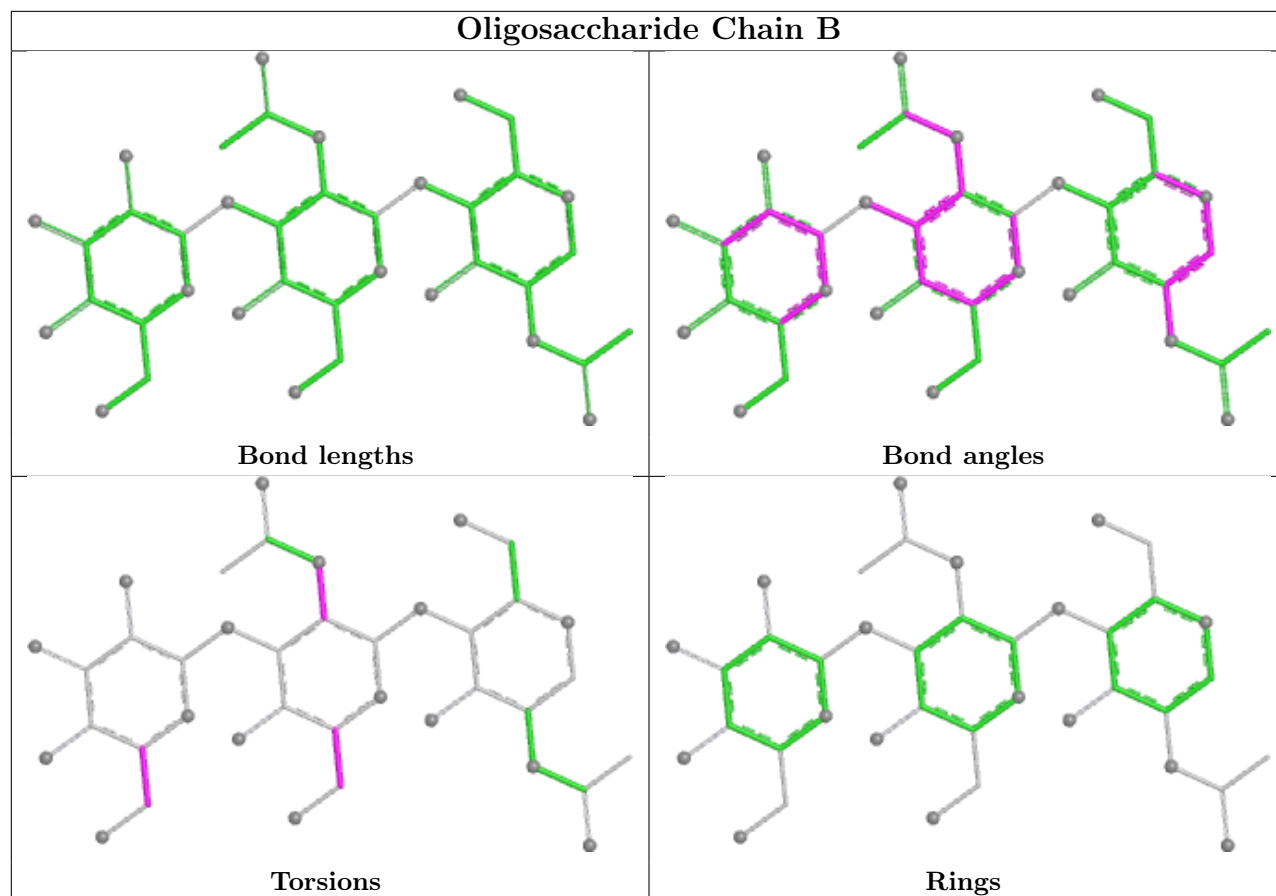 Oligosaccharide Chain B
Bond lengths
Bond angles
Torsions
Rings